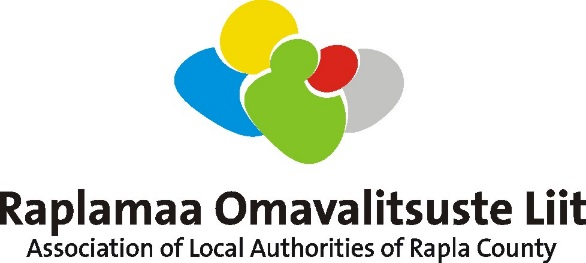 Raplamaa Omavalitsuste Liit
Association of Local Authorities of Rapla County